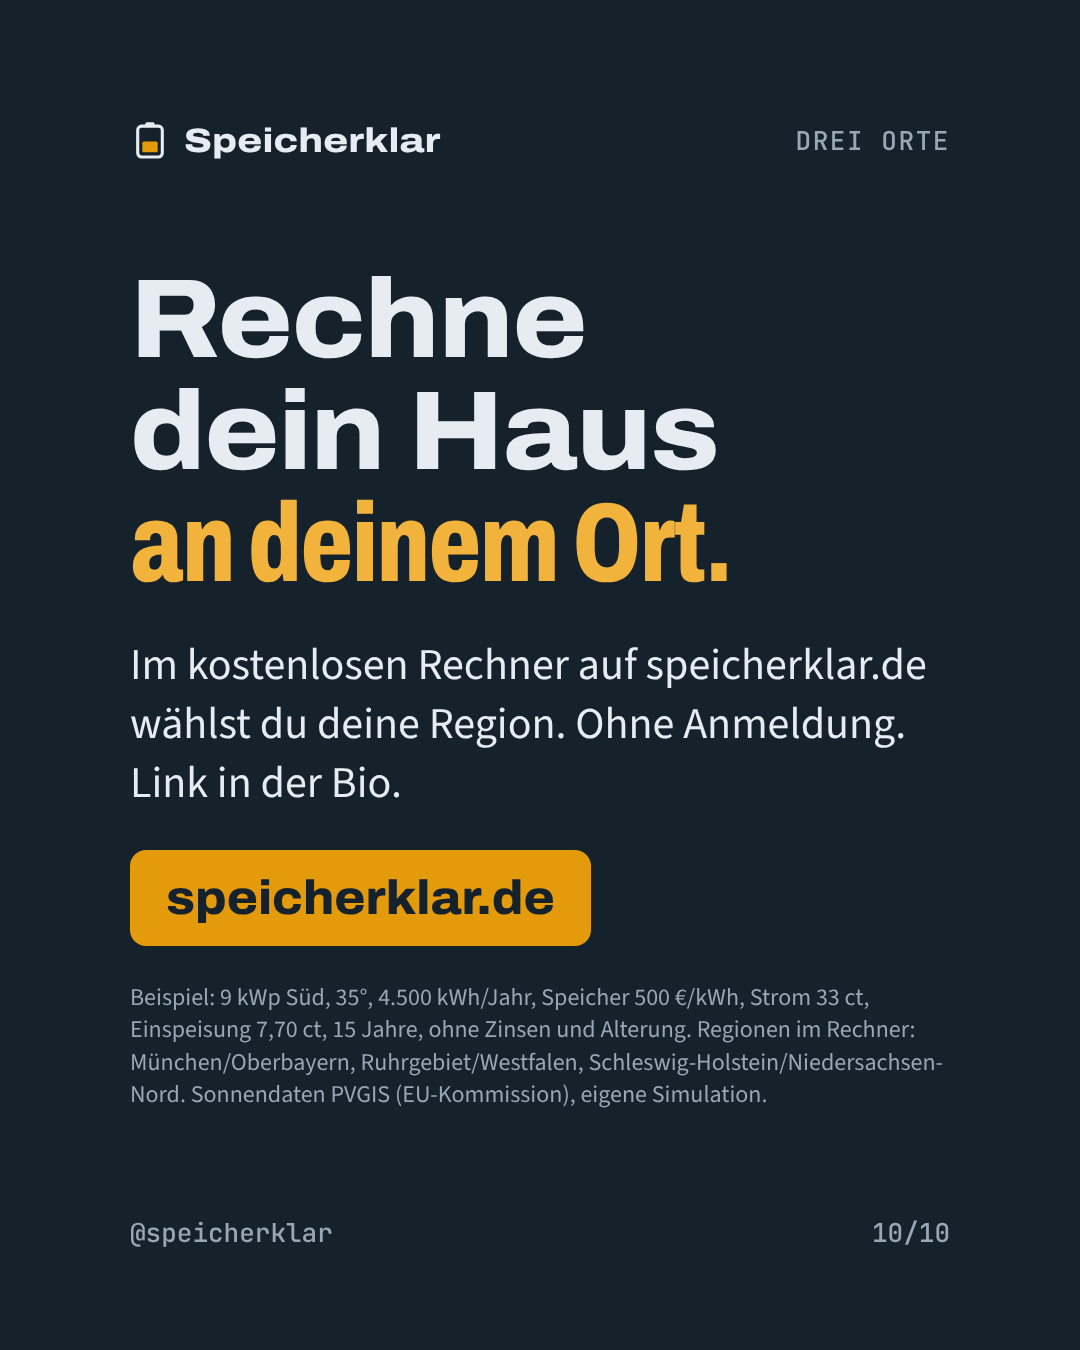 Speicherklar
DREI ORTE
Rechne
dein Haus
an deinem Ort.
Im kostenlosen Rechner auf speicherklar.de
wählst du deine Region. Ohne Anmeldung.
Link in der Bio.
speicherklar.de
Beispiel: 9 kWp Süd, 35°, 4.500 kWh/Jahr, Speicher 500 €/kWh, Strom 33 ct,
Einspeisung 7,70 ct, 15 Jahre, ohne Zinsen und Alterung. Regionen im Rechner:
München/Oberbayern, Ruhrgebiet/Westfalen, Schleswig-Holstein/Niedersachsen-
Nord. Sonnendaten PVGIS (EU-Kommission), eigene Simulation.
@speicherklar
10/10